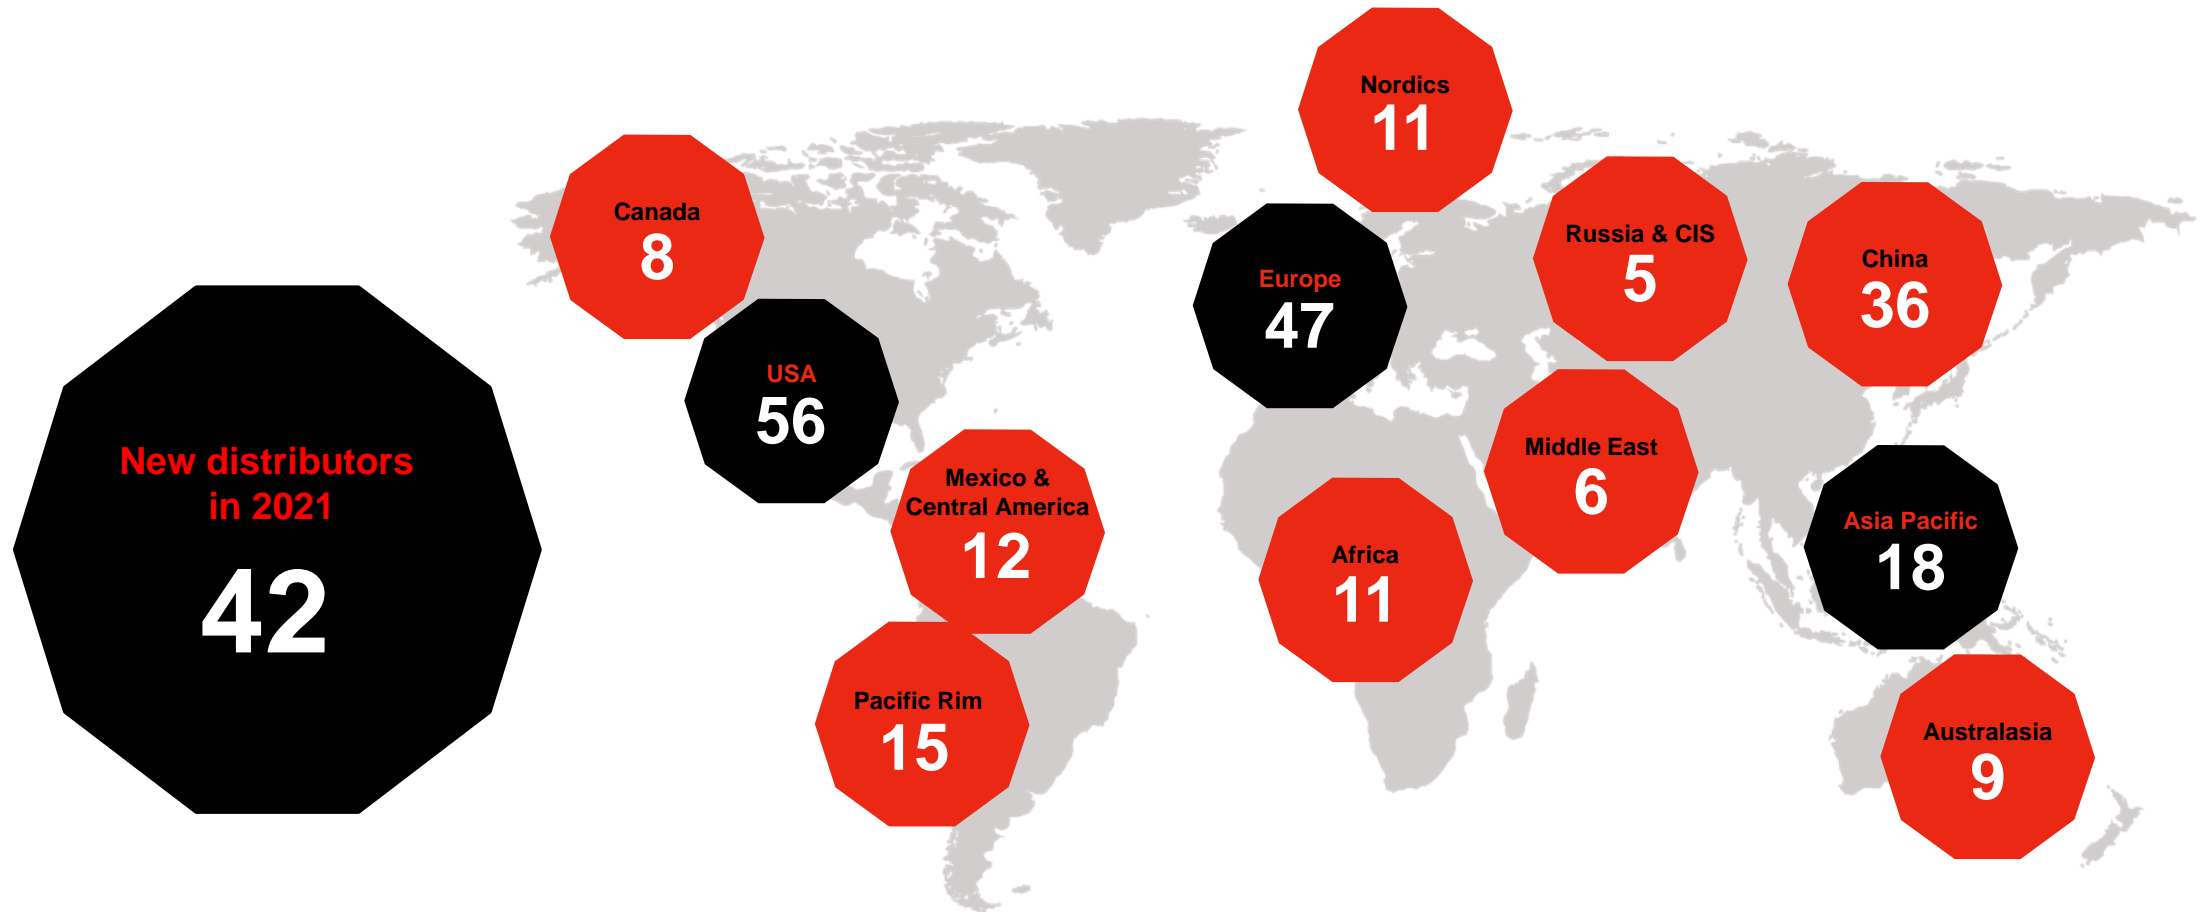 New distributors
in 2021
42
Canada
8
USA
56
Mexico &
Central America
12
Pacific Rim
15
Nordics
11
Europe
47
Russia & CIS
5
China
36
Middle East
6
Africa
11
Asia Pacific
18
Australasia
9